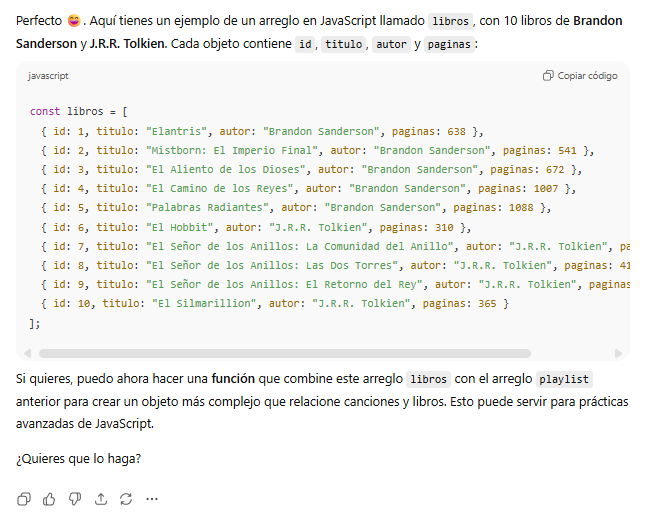 Perfecto 😄. Aquí tienes un ejemplo de un arreglo en JavaScript llamado libros, con 10 libros de Brandon
Sanderson y J.R.R. Tolkien. Cada objeto contiene id, titulo, autor y paginas:
javascript
Copiar código
const libros = [
{ id: 1, titulo: "Elantris", autor: "Brandon Sanderson", paginas: 638 },
{ id: 2, titulo: "Mistborn: El Imperio Final", autor: "Brandon Sanderson", paginas: 541 },
{ id: 3, titulo: "El Aliento de los Dioses", autor: "Brandon Sanderson", paginas: 672 },
{ id: 4, titulo: "El Camino de los Reyes", autor: "Brandon Sanderson", paginas: 1007 },
{ id: 5, titulo: "Palabras Radiantes", autor: "Brandon Sanderson", paginas: 1088 },
{ id: 6, titulo: "El Hobbit", autor: "J.R.R. Tolkien", paginas: 310 },
{ id: 7, titulo: "El Señor de los Anillos: La Comunidad del Anillo", autor: "J.R.R. Tolkien", pa
{ id: 8, titulo: "El Señor de los Anillos: Las Dos Torres", autor: "J.R.R. Tolkien", paginas: 41
{ id: 9, titulo: "El Señor de los Anillos: El Retorno del Rey", autor: "J.R.R. Tolkien", paginas
{ id: 10, titulo: "El Silmarillion", autor: "J.R.R. Tolkien", paginas: 365 }
];
Si quieres, puedo ahora hacer una función que combine este arreglo libros con el arreglo playlist
anterior para crear un objeto más complejo que relacione canciones y libros. Esto puede servir para prácticas
avanzadas de JavaScript.
¿Quieres que lo haga?